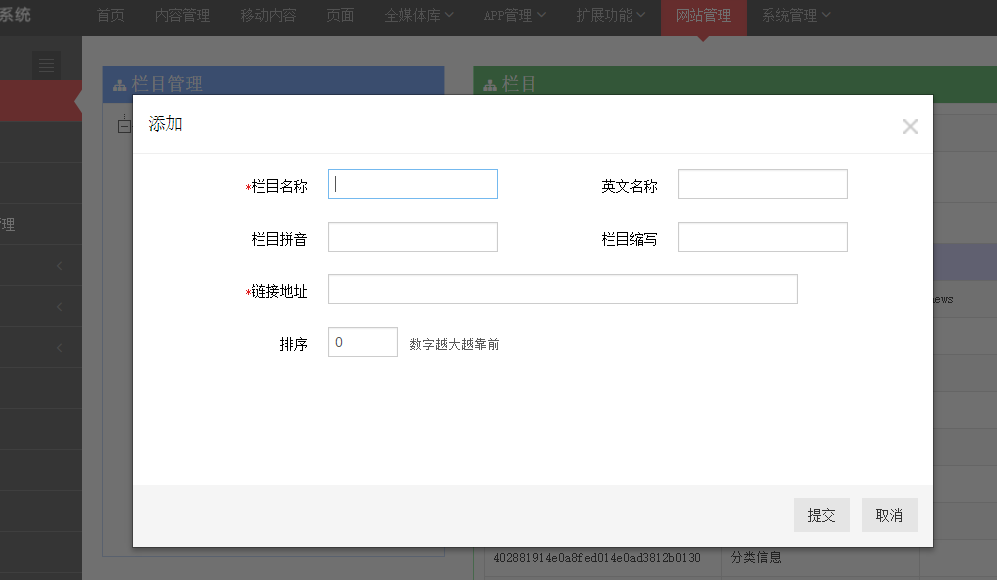 系统
首页
内容管理
移动内容
页面
全媒体库
APP管理
扩展功能
网站管理
系统管理
栏目管理
栏目
添加
*栏目名称
英文名称
栏目拼音
栏目缩写
*链接地址
排序
0
数字越大越靠前
理
ews
提交
取消
402881914e0a8fed014e0ad3812b0130
分类信息